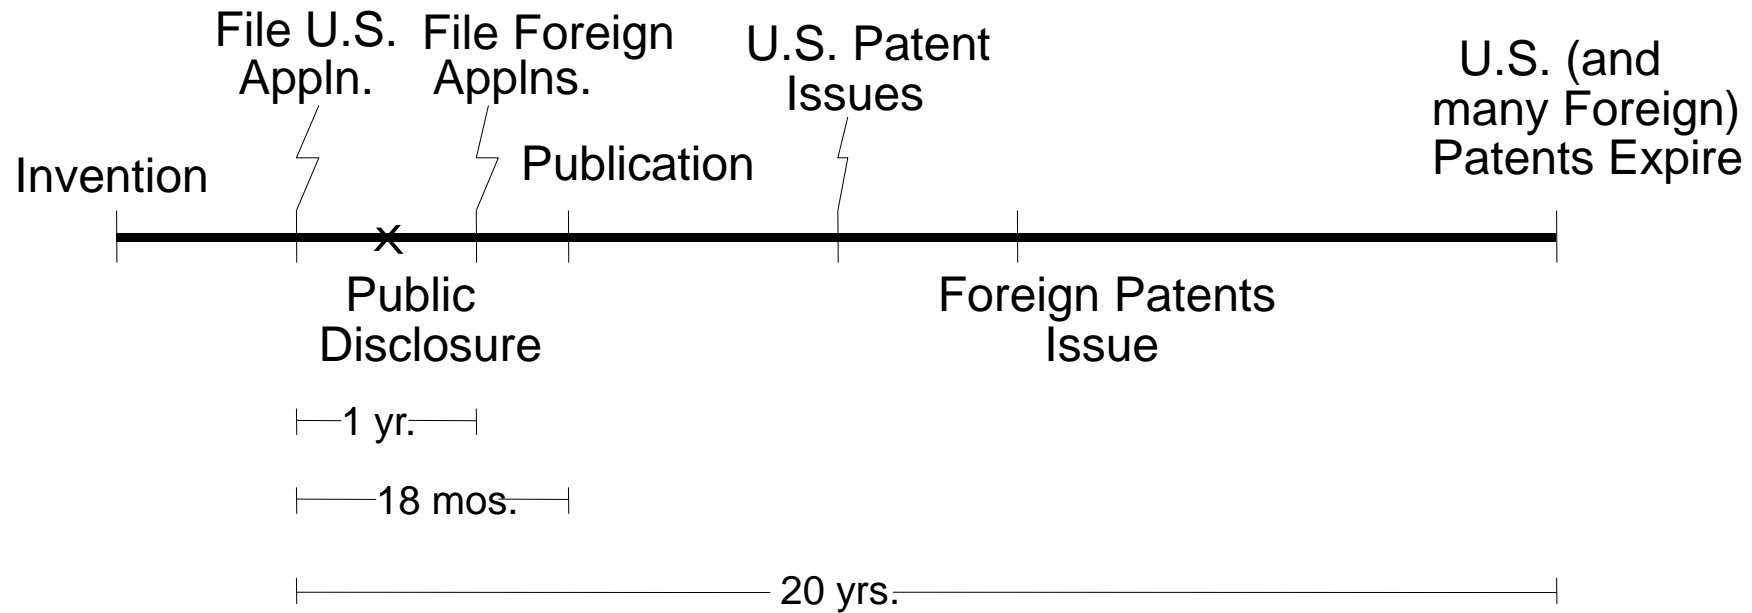 File U.S.
Appln.
File Foreign
Applns.
U.S. Patent
Issues
U.S. (and
many Foreign)
Patents Expire
Invention
Publication
x
Public
Disclosure
Foreign Patents
Issue
1 yr.
18 mos.
20 yrs.